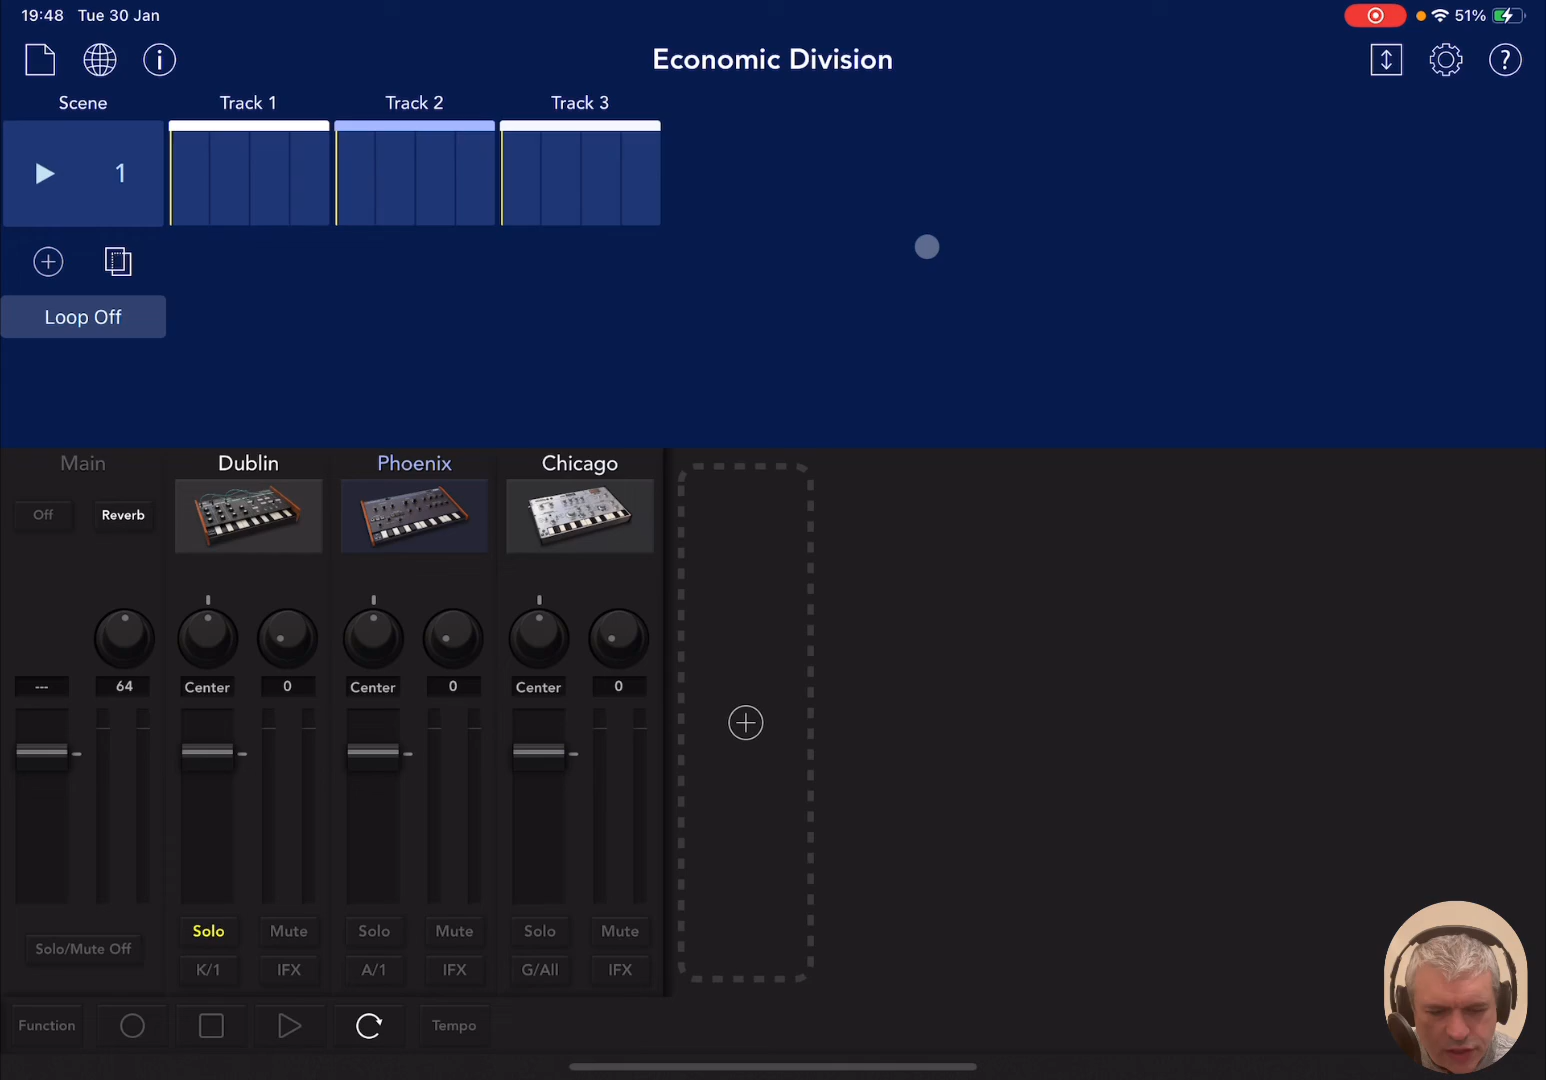 19:48 Tue 30 Jan
51%
Economic Division
Scene Track 1 Track 2 Track 3
1
Loop Off
Main Dublin Phoenix Chicago
Off Reverb
--- 64 Center 0 Center 0 Center 0
Solo Mute Solo Mute Solo Mute
Solo/Mute Off
K/1 IFX A/1 IFX G/All IFX
Function Tempo